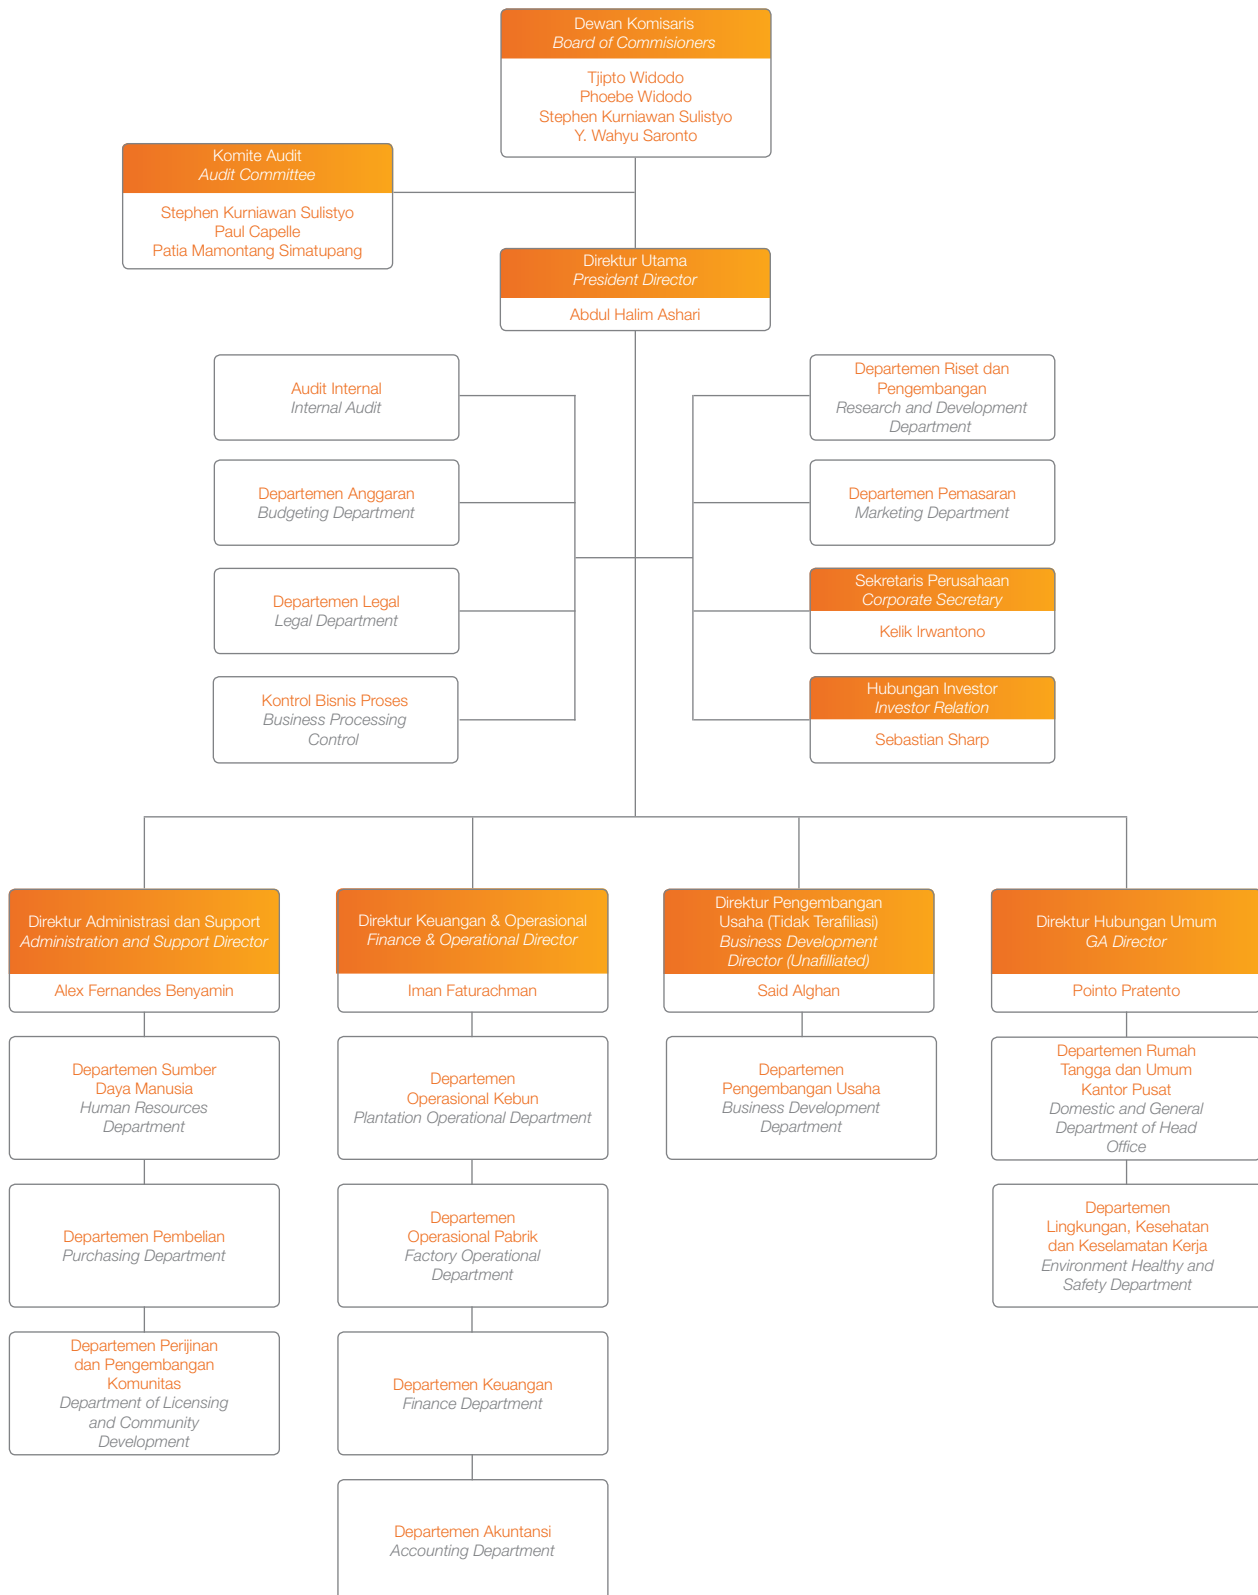 Dewan Komisaris
Board of Commisioners
Tjipto Widodo
Phoebe Widodo
Stephen Kurniawan Sulistyo
Y. Wahyu Saronto
Komite Audit
Audit Committee
Stephen Kurniawan Sulistyo
Paul Capelle
Patia Mamontang Simatupang
Direktur Utama
President Director
Abdul Halim Ashari
Audit Internal
Internal Audit
Departemen Riset dan
Pengembangan
Research and Development
Department
Departemen Anggaran
Budgeting Department
Departemen Pemasaran
Marketing Department
Departemen Legal
Legal Department
Sekretaris Perusahaan
Corporate Secretary
Kelik Irwantono
Kontrol Bisnis Proses
Business Processing
Control
Hubungan Investor
Investor Relation
Sebastian Sharp
Direktur Administrasi dan Support
Administration and Support Director
Alex Fernandes Benyamin
Departemen Sumber
Daya Manusia
Human Resources
Department
Departemen Pembelian
Purchasing Department
Departemen Perijinan
dan Pengembangan
Komunitas
Department of Licensing
and Community
Development
Direktur Keuangan & Operasional
Finance & Operational Director
Iman Faturachman
Departemen
Operasional Kebun
Plantation Operational Department
Departemen
Operasional Pabrik
Factory Operational
Department
Departemen Keuangan
Finance Department
Departemen Akuntansi
Accounting Department
Direktur Pengembangan
Usaha (Tidak Terafiliasi)
Business Development
Director (Unafilliated)
Said Alghan
Departemen
Pengembangan Usaha
Business Development
Department
Direktur Hubungan Umum
GA Director
Pointo Pratento
Departemen Rumah
Tangga dan Umum
Kantor Pusat
Domestic and General
Department of Head
Office
Departemen
Lingkungan, Kesehatan
dan Keselamatan Kerja
Environment Healthy and
Safety Department